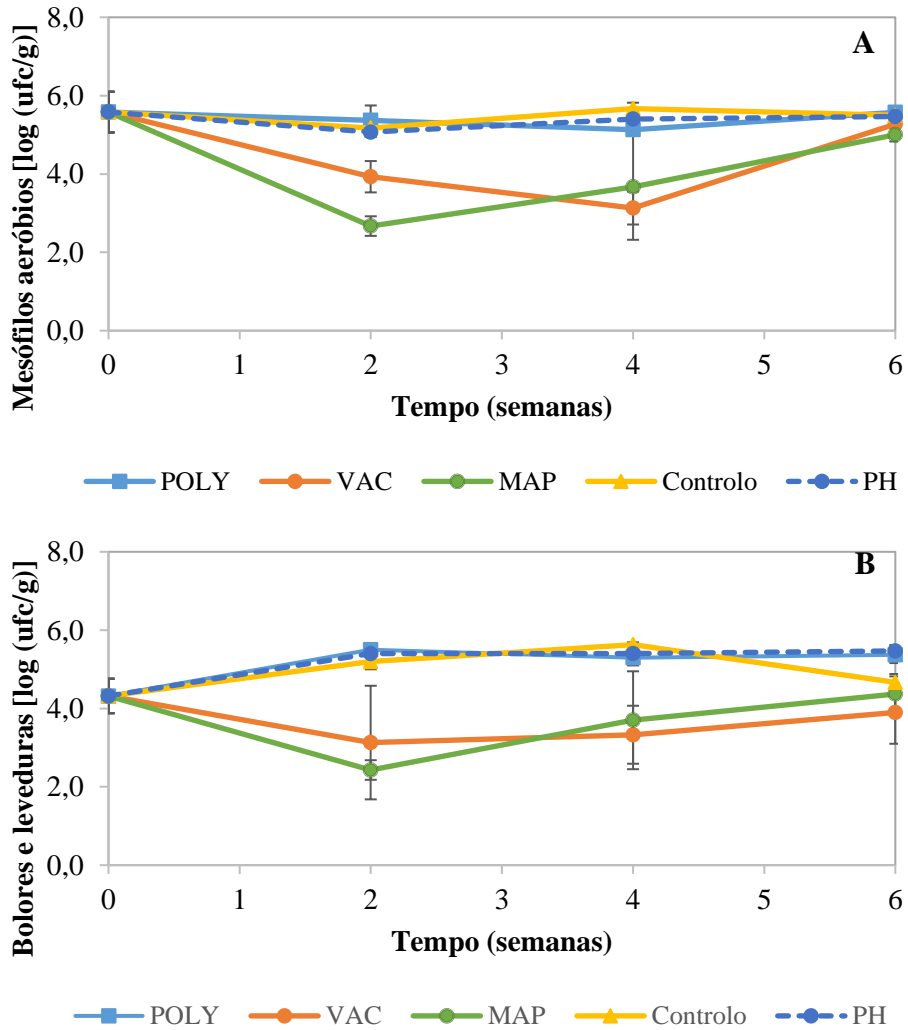 A
Mesófilos aeróbios [log (ufc/g)]
8,0
6,0
4,0
2,0
0,0
0 1 2 3 4 5 6
Tempo (semanas)
POLY VAC MAP Controlo PH
B
Bolores e leveduras [log (ufc/g)]
8,0
6,0
4,0
2,0
0,0
0 1 2 3 4 5 6
Tempo (semanas)
POLY VAC MAP Controlo PH